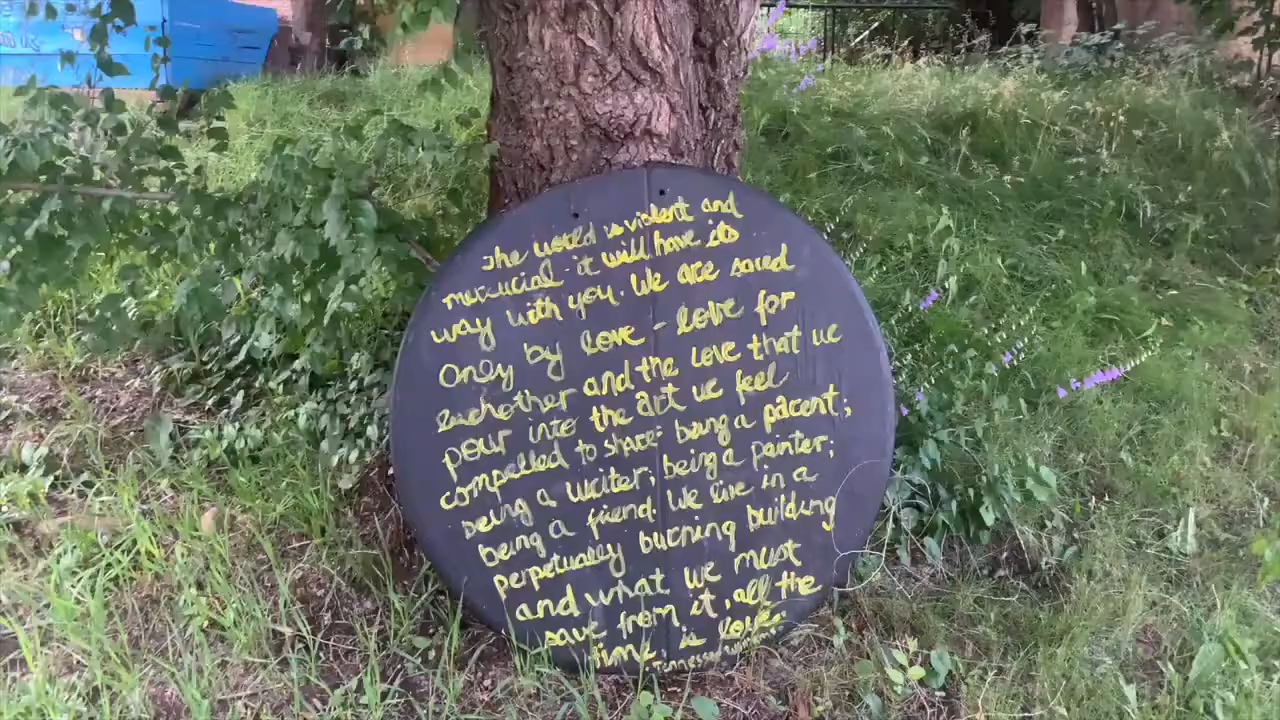 The world is violent and
mercucial - it will have its
way with you. We are saved
only by love - love for
eachother and the love that we
pour into the art we feel
compelled to share: being a parent;
being a writer; being a painter;
being a friend. We live in a
perpetually burning building
and what we must
save from it, all the
time is love.
- Tennessee Williams